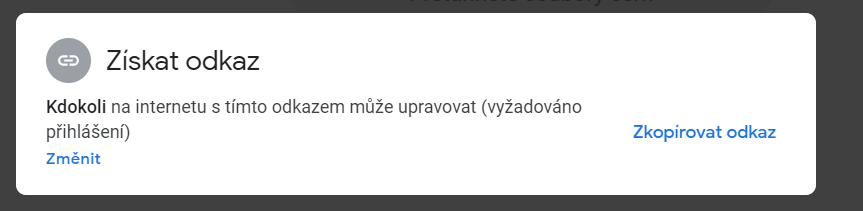 Získat odkaz
Kdokoli na internetu s tímto odkazem může upravovat (vyžadováno
přihlášení)
Zkopírovat odkaz
Změnit